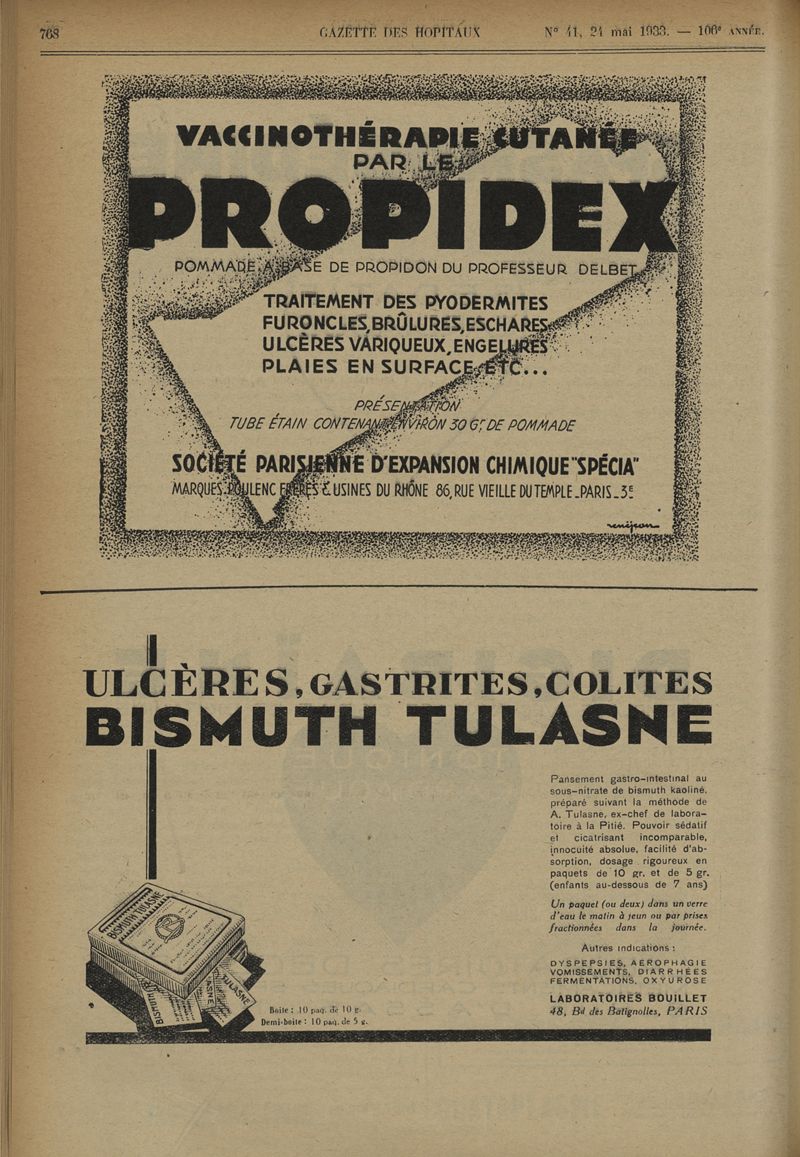 768
GAZETTE DES HOPITAUX
N° 41, 24 mai 1933. — 106e ANNÉE.
VACCINOTHÉRAPIE CUTANÉE
PAR LE
PROPIDEX
POMMADE A BASE DE PROPIDON DU PROFESSEUR DELBET
TRAITEMENT DES PYODERMITES
FURONCLES, BRÛLURES, ESCHARES
ULCÈRES VARIQUEUX, ENGELURES
PLAIES EN SURFACE, ETC...
PRÉSENTATION
TUBE ÉTAIN CONTENANT ENVIRON 30 Gr DE POMMADE
SOCIÉTÉ PARISIENNE D'EXPANSION CHIMIQUE "SPÉCIA"
MARQUES POULENC FRÈRES & USINES DU RHÔNE 86, RUE VIEILLE DU TEMPLE_PARIS_3E
renéjean
ULCÈRES, GASTRITES, COLITES
BISMUTH TULASNE
Pansement gastro-intestinal au
sous-nitrate de bismuth kaoliné,
préparé suivant la méthode de
A. Tulasne, ex-chef de labora-
toire à la Pitié. Pouvoir sédatif
et cicatrisant incomparable,
innocuité absolue, facilité d'ab-
sorption, dosage rigoureux en
paquets de 10 gr. et de 5 gr.
(enfants au-dessous de 7 ans)
Un paquet (ou deux) dans un verre
d'eau le matin à jeun ou par prises
fractionnées dans la journée.
Autres indications :
DYSPEPSIES, AÉROPHAGIE
VOMISSEMENTS, DIARRHÉES
FERMENTATIONS, OXYUROSE
LABORATOIRES BOUILLET
48, Bd des Batignolles, PARIS
BISMUTH TULASNE
TULASNE
BISMUTH
Boîte : 10 paq. de 10 g.
Demi-boîte : 10 paq. de 5 g.